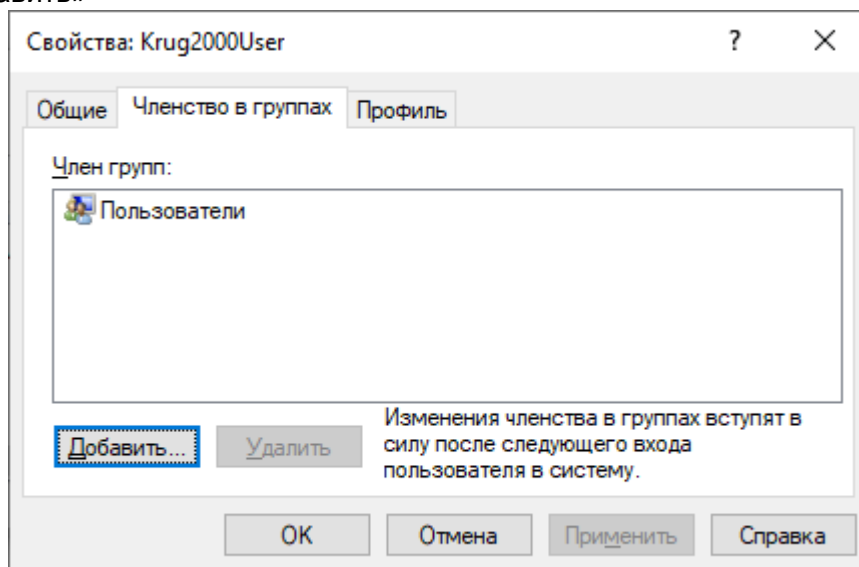 Свойства: Krug2000User ? ×
Общие Членство в группах Профиль
Член групп:
Пользователи
Добавить... Удалить
Изменения членства в группах вступят в
силу после следующего входа
пользователя в систему.
OK Отмена Применить Справка